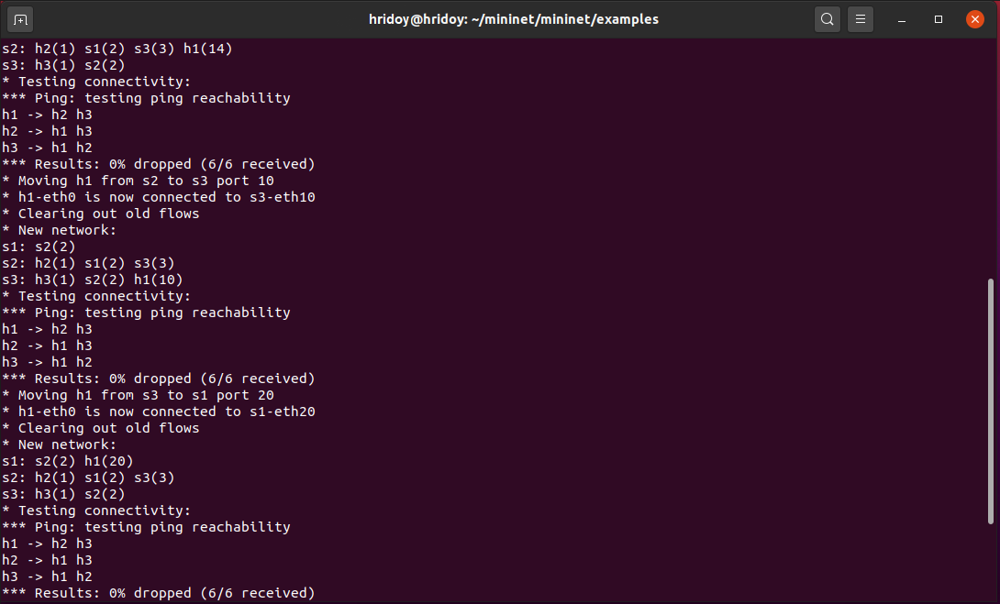 hridoy@hridoy: ~/mininet/mininet/examples
s2: h2(1) s1(2) s3(3) h1(14)
s3: h3(1) s2(2)
* Testing connectivity:
*** Ping: testing ping reachability
h1 -> h2 h3
h2 -> h1 h3
h3 -> h1 h2
*** Results: 0% dropped (6/6 received)
* Moving h1 from s2 to s3 port 10
* h1-eth0 is now connected to s3-eth10
* Clearing out old flows
* New network:
s1: s2(2)
s2: h2(1) s1(2) s3(3)
s3: h3(1) s2(2) h1(10)
* Testing connectivity:
*** Ping: testing ping reachability
h1 -> h2 h3
h2 -> h1 h3
h3 -> h1 h2
*** Results: 0% dropped (6/6 received)
* Moving h1 from s3 to s1 port 20
* h1-eth0 is now connected to s1-eth20
* Clearing out old flows
* New network:
s1: s2(2) h1(20)
s2: h2(1) s1(2) s3(3)
s3: h3(1) s2(2)
* Testing connectivity:
*** Ping: testing ping reachability
h1 -> h2 h3
h2 -> h1 h3
h3 -> h1 h2
*** Results: 0% dropped (6/6 received)